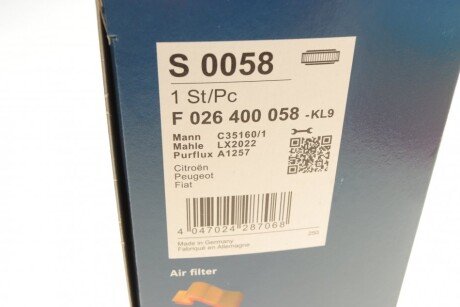 S 0058
1 St/Pc
F 026 400 058 -KL9
Mann C35160/1
Mahle LX2022
Purflux A1257
Citroën
Peugeot
Fiat
4 047024 287068
Made in Germany
Fabriqué en Allemagne
250
Air filter